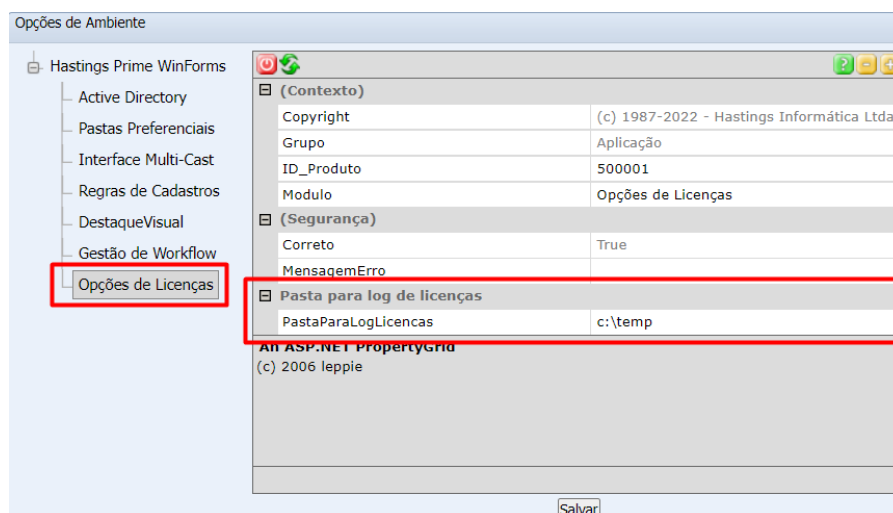 Opções de Ambiente
Hastings Prime WinForms
Active Directory
Pastas Preferenciais
Interface Multi-Cast
Regras de Cadastros
DestaqueVisual
Gestão de Workflow
Opções de Licenças
(Contexto)
Copyright (c) 1987-2022 - Hastings Informática Ltda
Grupo Aplicação
ID_Produto 500001
Modulo Opções de Licenças
(Segurança)
Correto True
MensagemErro
Pasta para log de licenças
PastaParaLogLicencas c:\temp
An ASP.NET PropertyGrid
(c) 2006 leppie
Salvar